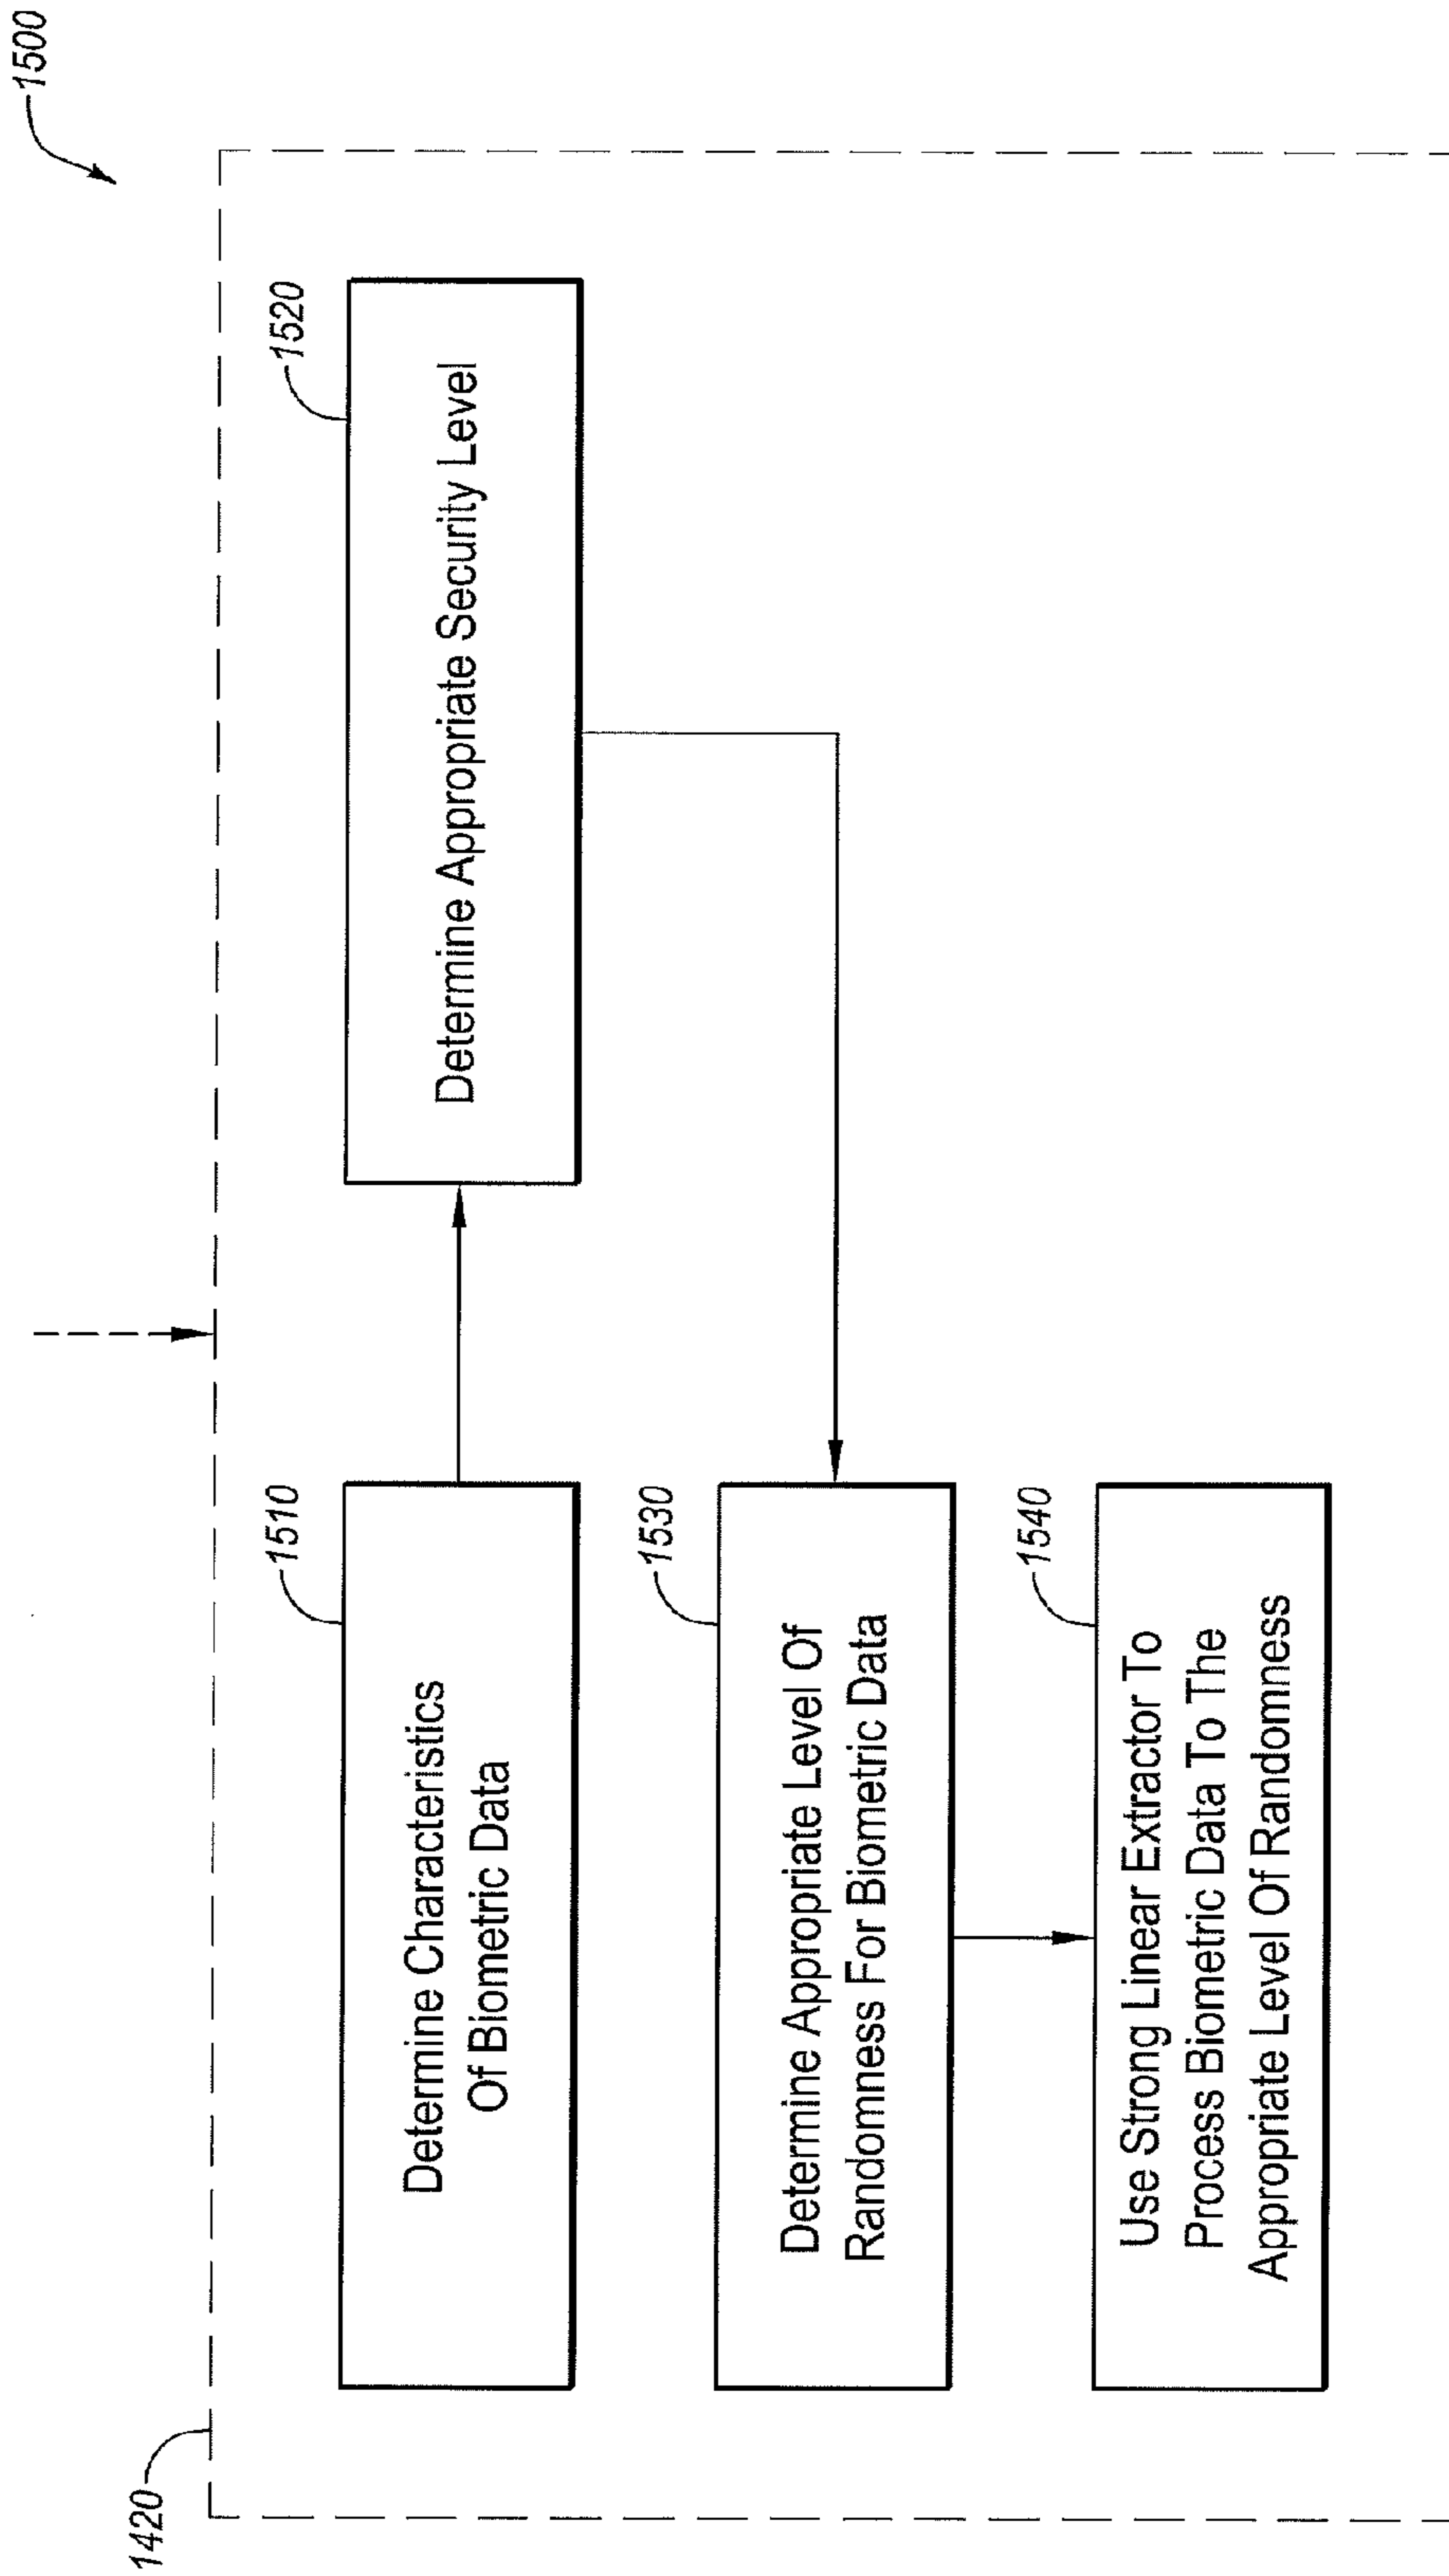 1500
1420
1510
Determine Characteristics
Of Biometric Data
1520
Determine Appropriate Security Level
1530
Determine Appropriate Level Of
Randomness For Biometric Data
1540
Use Strong Linear Extractor To
Process Biometric Data To The
Appropriate Level Of Randomness